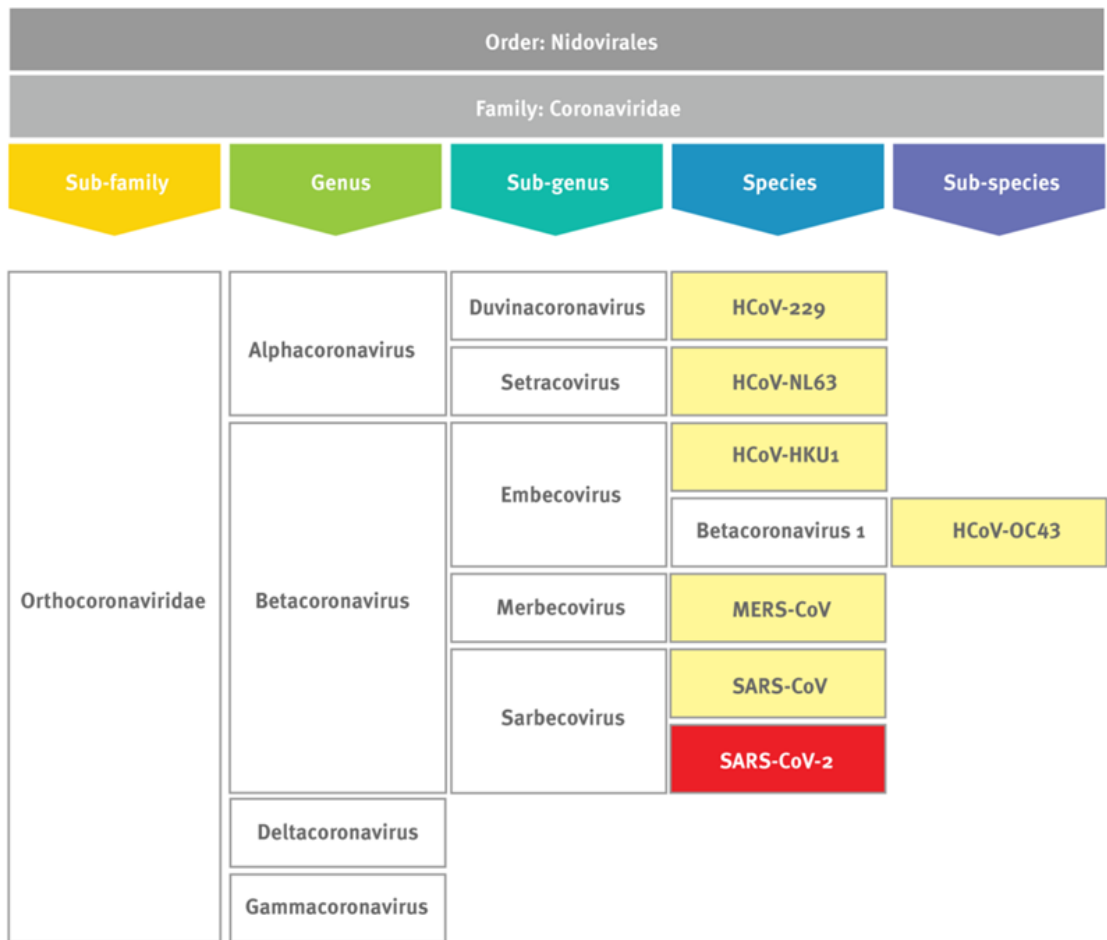 Order: Nidovirales
Family: Coronaviridae
Sub-family
Genus
Sub-genus
Species
Sub-species
Orthocoronaviridae
Alphacoronavirus
Duvinacoronavirus
HCoV-229
Setracovirus
HCoV-NL63
Betacoronavirus
Embecovirus
HCoV-HKU1
Betacoronavirus 1
HCoV-OC43
Merbecovirus
MERS-CoV
Sarbecovirus
SARS-CoV
SARS-CoV-2
Deltacoronavirus
Gammacoronavirus